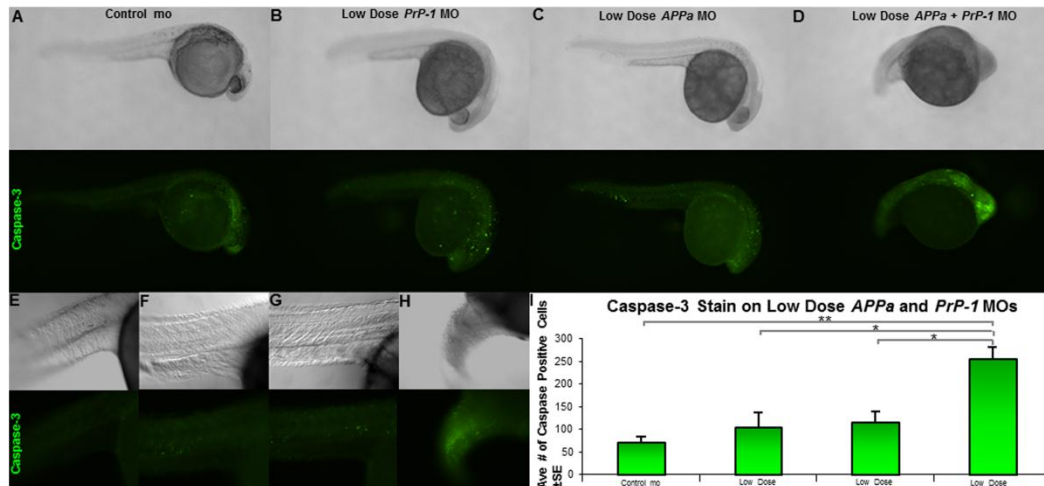 A Control mo
B Low Dose PrP-1 MO
C Low Dose APPa MO
D Low Dose APPa + PrP-1 MO
Caspase-3
E
F
G
H
Caspase-3
I
Caspase-3 Stain on Low Dose APPa and PrP-1 MOs
**
*
*
Ave # of Caspase Positive Cells
±SE
300
250
200
150
100
50
0
Control mo
Low Dose
Low Dose
Low Dose